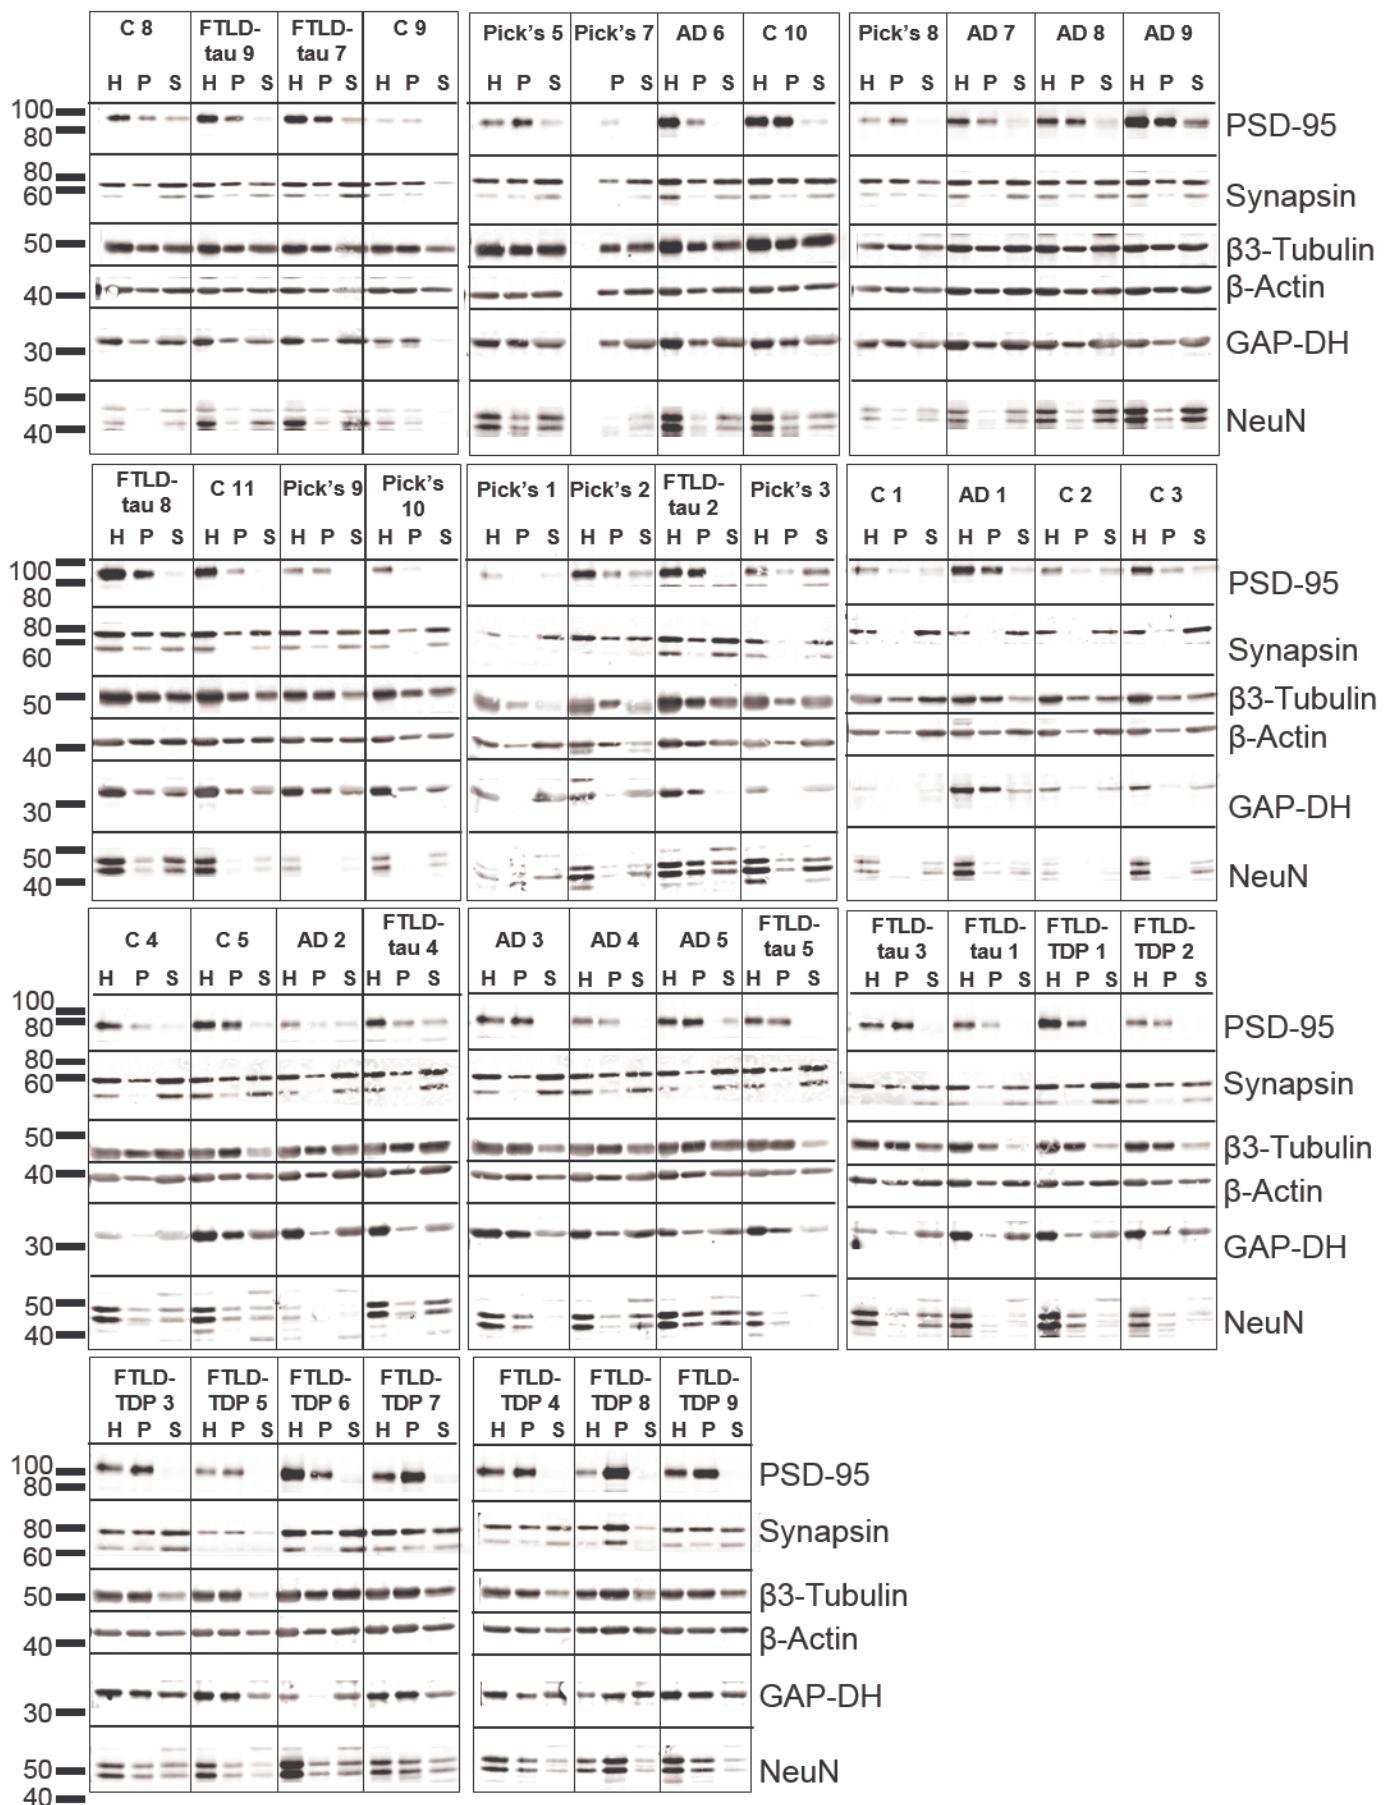 C 8 FTLD- FTLD- C 9 Pick's 5 Pick's 7 AD 6 C 10 Pick's 8 AD 7 AD 8 AD 9
tau 9 tau 7
H P S H P S H P S H P S H P S P S H P S H P S H P S H P S H P S H P S
100
80
PSD-95
80
60
Synapsin
50
β3-Tubulin
40
β-Actin
30
GAP-DH
50
40
NeuN
FTLD- C 11 Pick's 9 Pick's Pick's 1 Pick's 2 FTLD- Pick's 3 C 1 AD 1 C 2 C 3
tau 8 10 tau 2
H P S H P S H P S H P S H P S H P S H P S H P S H P S H P S H P S H P S
100
80
PSD-95
80
60
Synapsin
50
β3-Tubulin
40
β-Actin
30
GAP-DH
50
40
NeuN
C 4 C 5 AD 2 FTLD- AD 3 AD 4 AD 5 FTLD- FTLD- FTLD- FTLD- FTLD-
tau 4 tau 5 tau 3 tau 1 TDP 1 TDP 2
H P S H P S H P S H P S H P S H P S H P S H P S H P S H P S H P S H P S
100
80
PSD-95
80
60
Synapsin
50
β3-Tubulin
40
β-Actin
30
GAP-DH
50
40
NeuN
FTLD- FTLD- FTLD- FTLD- FTLD- FTLD- FTLD-
TDP 3 TDP 5 TDP 6 TDP 7 TDP 4 TDP 8 TDP 9
H P S H P S H P S H P S H P S H P S H P S
100
80
PSD-95
80
60
Synapsin
50
β3-Tubulin
40
β-Actin
30
GAP-DH
50
40
NeuN